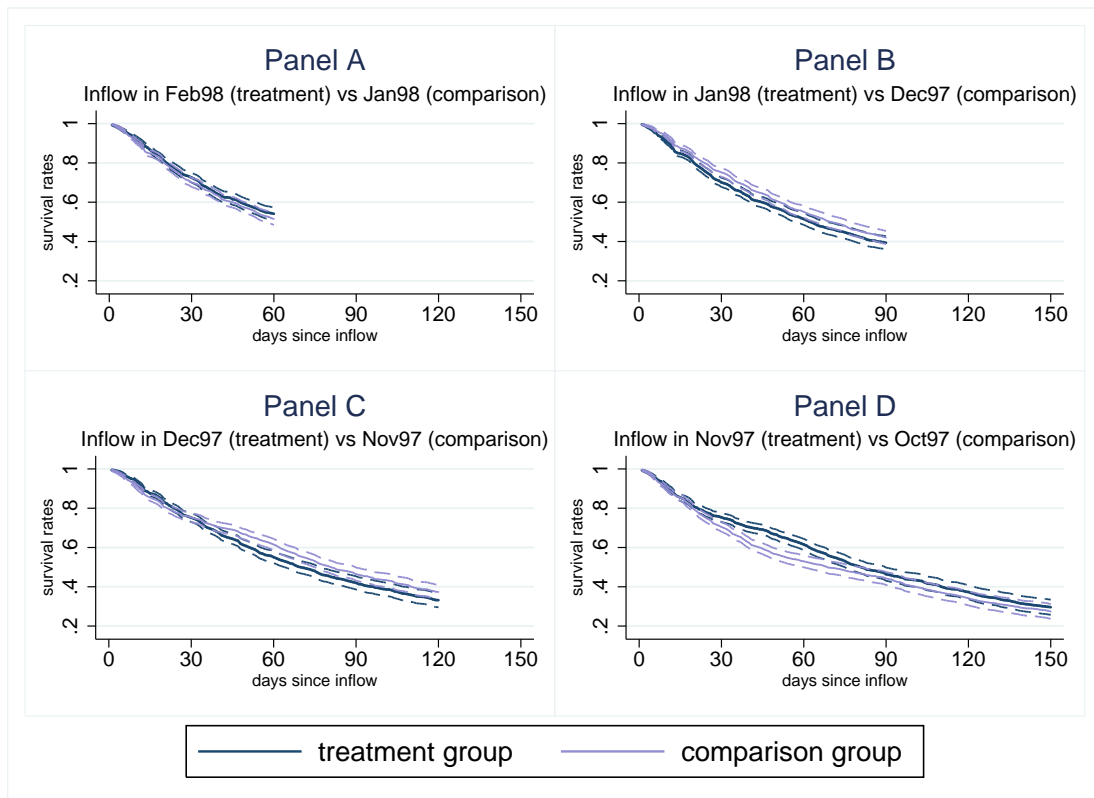 Panel A
Inflow in Feb98 (treatment) vs Jan98 (comparison)
survival rates
1
.8
.6
.4
.2
0 30 60 90 120 150
days since inflow
Panel B
Inflow in Jan98 (treatment) vs Dec97 (comparison)
survival rates
1
.8
.6
.4
.2
0 30 60 90 120 150
days since inflow
Panel C
Inflow in Dec97 (treatment) vs Nov97 (comparison)
survival rates
1
.8
.6
.4
.2
0 30 60 90 120 150
days since inflow
Panel D
Inflow in Nov97 (treatment) vs Oct97 (comparison)
survival rates
1
.8
.6
.4
.2
0 30 60 90 120 150
days since inflow
treatment group comparison group